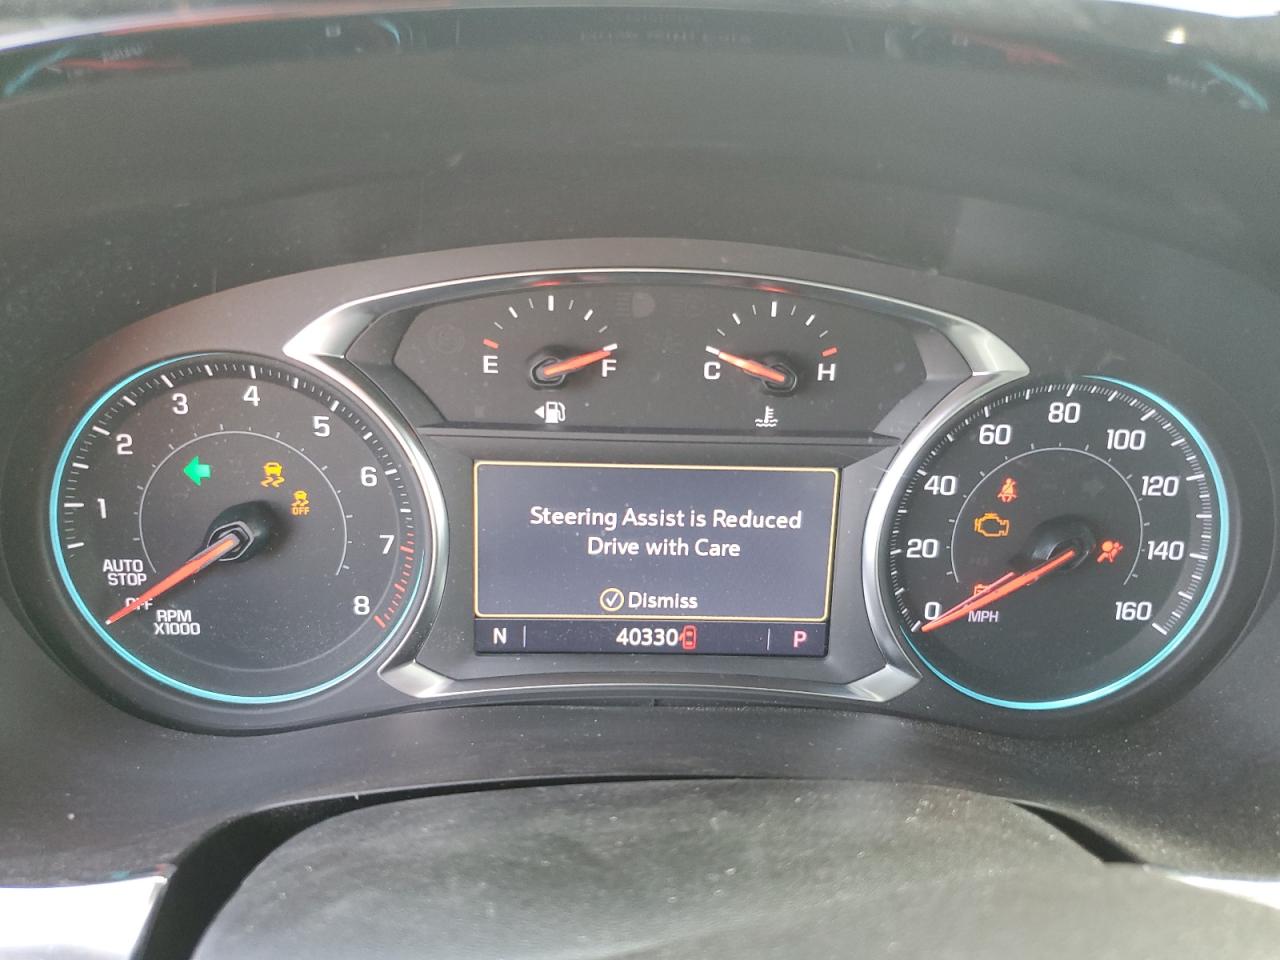 E F
C H
1 2 3 4 5 6 7 8
AUTO
STOP
OFF
RPM
X1000
OFF
Steering Assist is Reduced
Drive with Care
Dismiss
N 40330 P
0 20 40 60 80 100 120 140 160
MPH